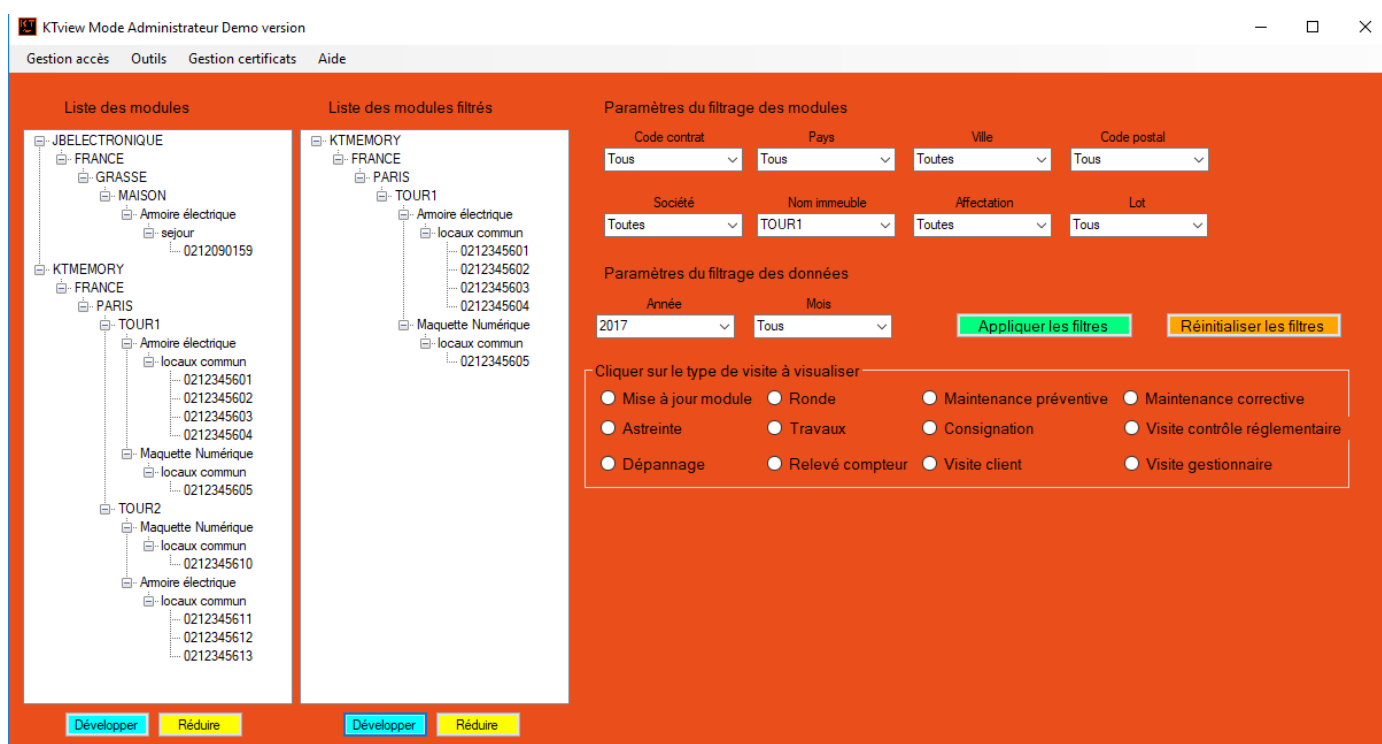 KTview Mode Administrateur Demo version
Gestion accès Outils Gestion certificats Aide
Liste des modules
JBELECTRONIQUE
FRANCE
GRASSE
MAISON
Armoire électrique
sejour
0212090159
KTMEMORY
FRANCE
PARIS
TOUR1
Armoire électrique
locaux commun
0212345601
0212345602
0212345603
0212345604
Maquette Numérique
locaux commun
0212345605
TOUR2
Maquette Numérique
locaux commun
0212345610
Armoire électrique
locaux commun
0212345611
0212345612
0212345613
Développer Réduire
Liste des modules filtrés
KTMEMORY
FRANCE
PARIS
TOUR1
Armoire électrique
locaux commun
0212345601
0212345602
0212345603
0212345604
Maquette Numérique
locaux commun
0212345605
Développer Réduire
Paramètres du filtrage des modules
Code contrat Pays Ville Code postal
Tous Tous Toutes Tous
Société Nom immeuble Affectation Lot
Toutes TOUR1 Toutes Tous
Paramètres du filtrage des données
Année Mois
2017 Tous Appliquer les filtres Réinitialiser les filtres
Cliquer sur le type de visite à visualiser
Mise à jour module Ronde Maintenance préventive Maintenance corrective
Astreinte Travaux Consignation Visite contrôle réglementaire
Dépannage Relevé compteur Visite client Visite gestionnaire